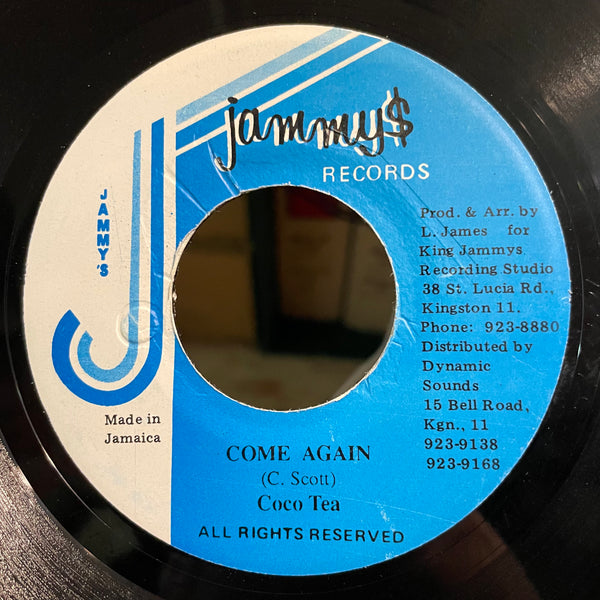 jammy$
RECORDS
JAMMY'S
Prod. & Arr. by
L. James for
King Jammys
Recording Studio
38 St. Lucia Rd.,
Kingston 11.
Phone: 923-8880
Distributed by
Dynamic
Sounds
15 Bell Road,
Kgn., 11
923-9138
923-9168
Made in
Jamaica
COME AGAIN
(C. Scott)
Coco Tea
ALL RIGHTS RESERVED